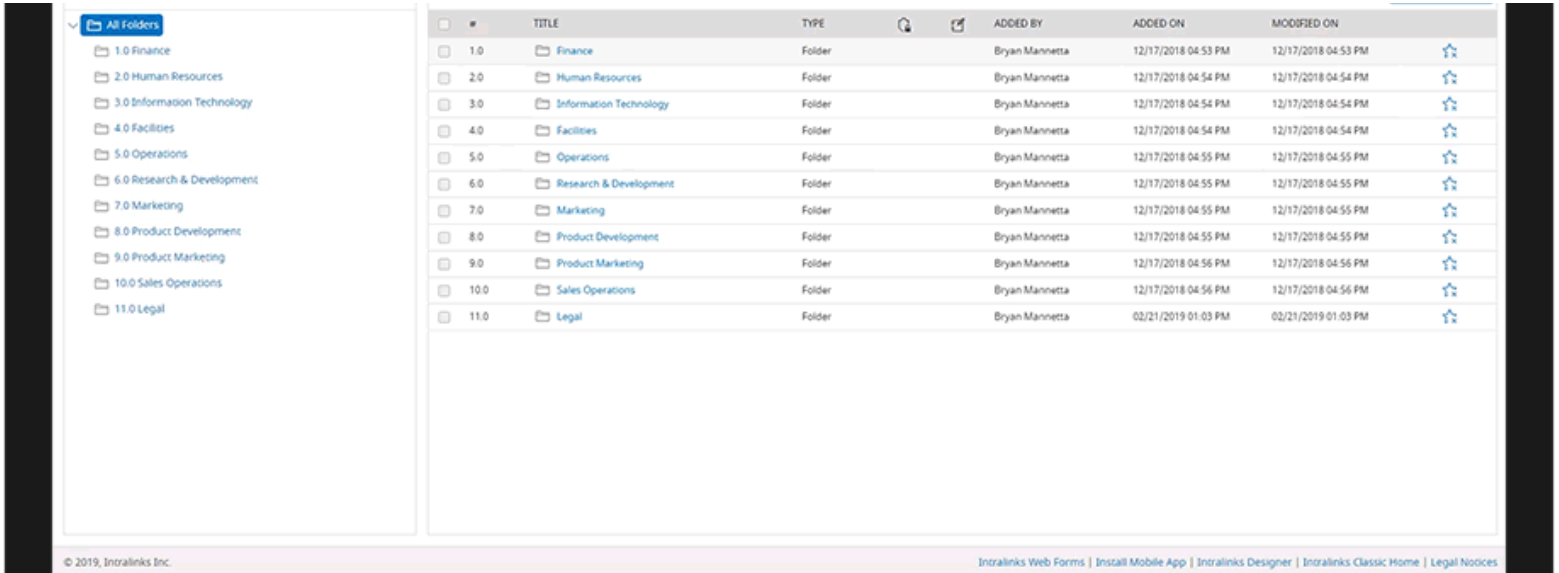 All Folders
1.0 Finance
2.0 Human Resources
3.0 Information Technology
4.0 Facilities
5.0 Operations
6.0 Research & Development
7.0 Marketing
8.0 Product Development
9.0 Product Marketing
10.0 Sales Operations
11.0 Legal
# TITLE TYPE ADDED BY ADDED ON MODIFIED ON
1.0 Finance Folder Bryan Mannetta 12/17/2018 04:53 PM 12/17/2018 04:53 PM
2.0 Human Resources Folder Bryan Mannetta 12/17/2018 04:54 PM 12/17/2018 04:54 PM
3.0 Information Technology Folder Bryan Mannetta 12/17/2018 04:54 PM 12/17/2018 04:54 PM
4.0 Facilities Folder Bryan Mannetta 12/17/2018 04:54 PM 12/17/2018 04:54 PM
5.0 Operations Folder Bryan Mannetta 12/17/2018 04:55 PM 12/17/2018 04:55 PM
6.0 Research & Development Folder Bryan Mannetta 12/17/2018 04:55 PM 12/17/2018 04:55 PM
7.0 Marketing Folder Bryan Mannetta 12/17/2018 04:55 PM 12/17/2018 04:55 PM
8.0 Product Development Folder Bryan Mannetta 12/17/2018 04:55 PM 12/17/2018 04:55 PM
9.0 Product Marketing Folder Bryan Mannetta 12/17/2018 04:56 PM 12/17/2018 04:56 PM
10.0 Sales Operations Folder Bryan Mannetta 12/17/2018 04:56 PM 12/17/2018 04:56 PM
11.0 Legal Folder Bryan Mannetta 02/21/2019 01:03 PM 02/21/2019 01:03 PM
© 2019, Intralinks Inc.
Intralinks Web Forms | Install Mobile App | Intralinks Designer | Intralinks Classic Home | Legal Notices